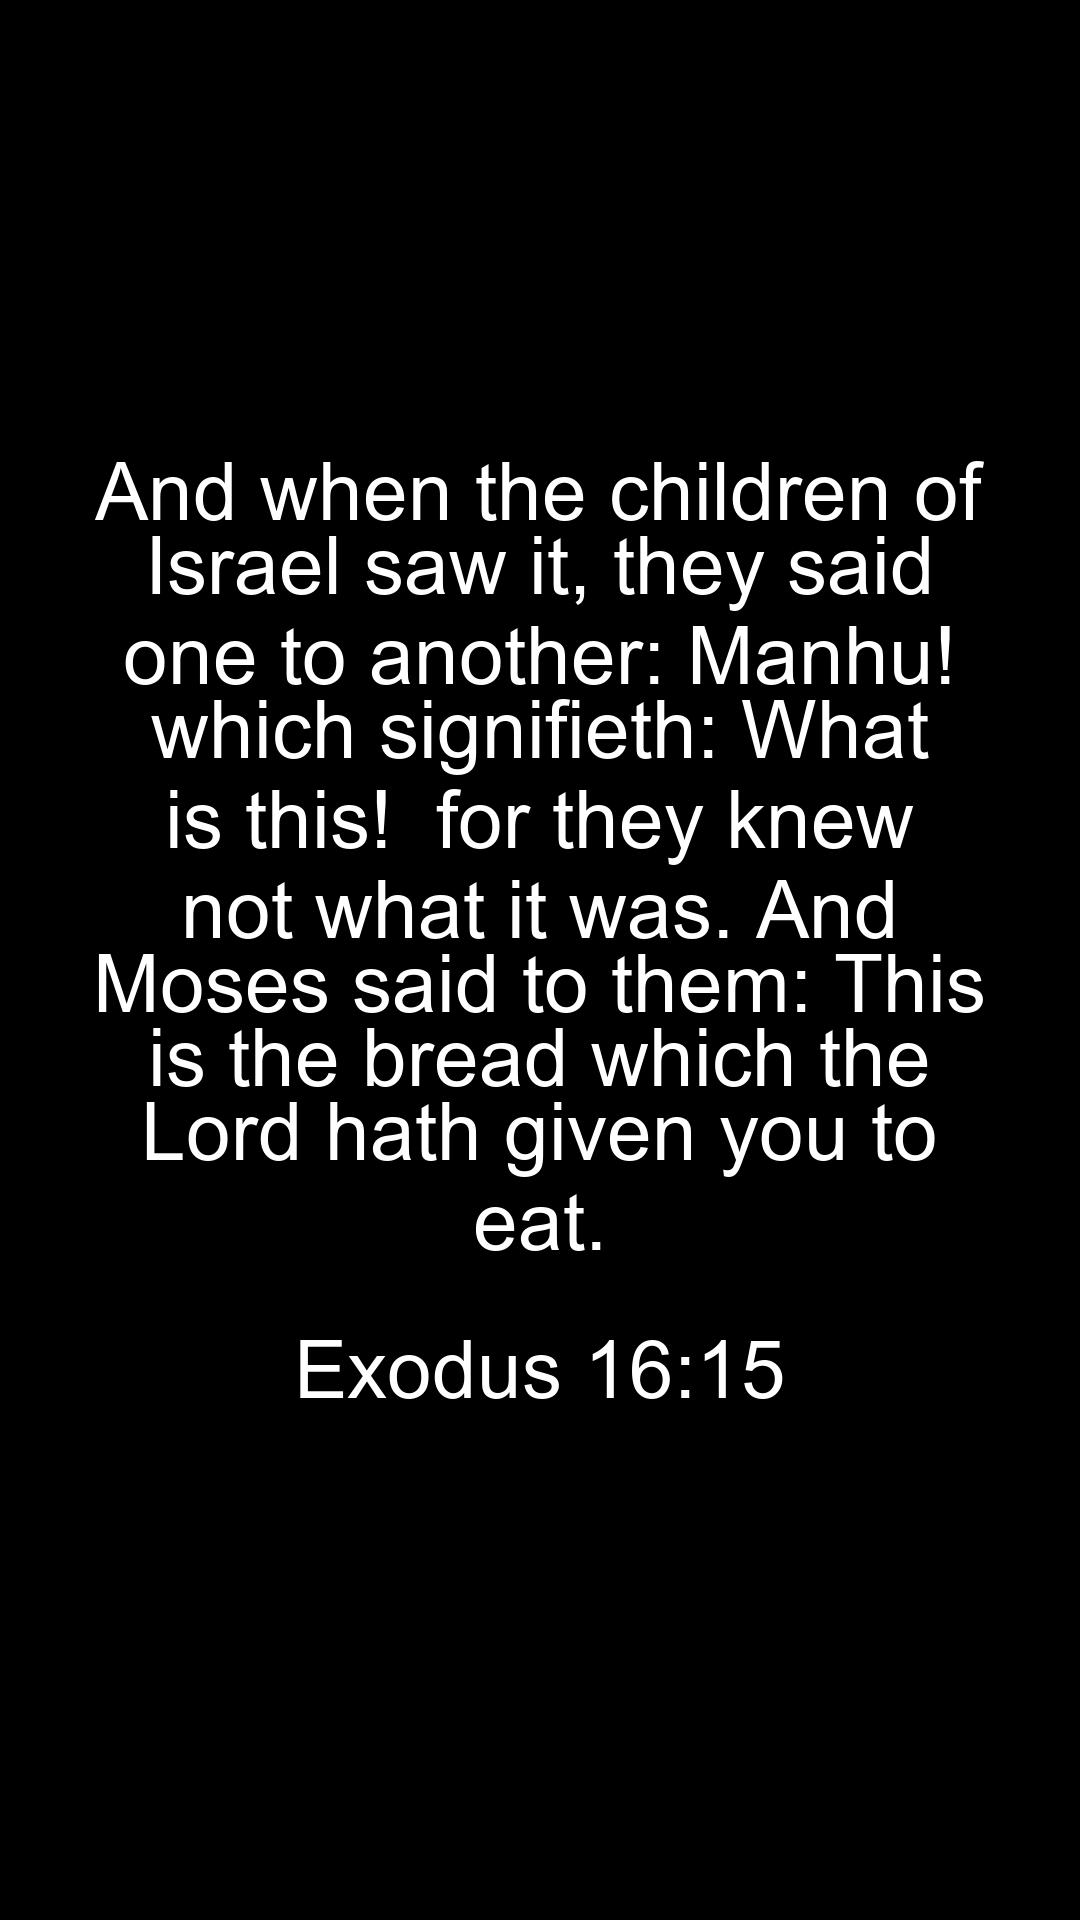 And when the children of
Israel saw it, they said
one to another: Manhu!
which signifieth: What
is this!  for they knew
not what it was. And
Moses said to them: This
is the bread which the
Lord hath given you to
eat.
Exodus 16:15